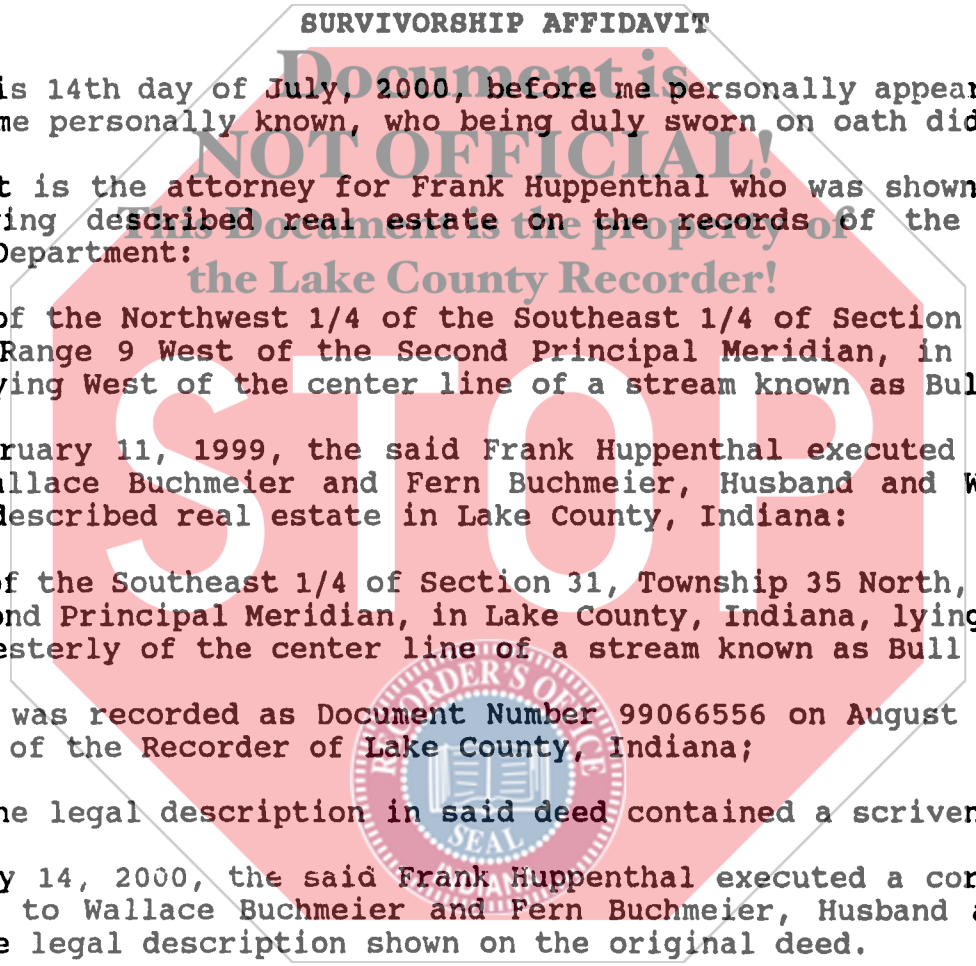 SURVIVORSHIP AFFIDAVIT
Document is
is 14th day of July, 2000, before me personally appear
me personally known, who being duly sworn on oath did
NOT OFFICIAL!
t is the attorney for Frank Huppenthal who was shown
ing described real estate on the records of the
This Document is the property of
Department:
the Lake County Recorder!
of the Northwest 1/4 of the Southeast 1/4 of Section
Range 9 West of the Second Principal Meridian, in
ying West of the center line of a stream known as Bul
STOP
ruary 11, 1999, the said Frank Huppenthal executed
allace Buchmeier and Fern Buchmeier, Husband and W
described real estate in Lake County, Indiana:
of the Southeast 1/4 of Section 31, Township 35 North,
ond Principal Meridian, in Lake County, Indiana, lying
esterly of the center line of a stream known as Bull
RECORDER'S OFFICE
was recorded as Document Number 99066556 on August
of the Recorder of Lake County, Indiana;
he legal description in said deed contained a scriven
SEAL
INDIANA
y 14, 2000, the said Frank Huppenthal executed a cor
to Wallace Buchmeier and Fern Buchmeier, Husband a
e legal description shown on the original deed.